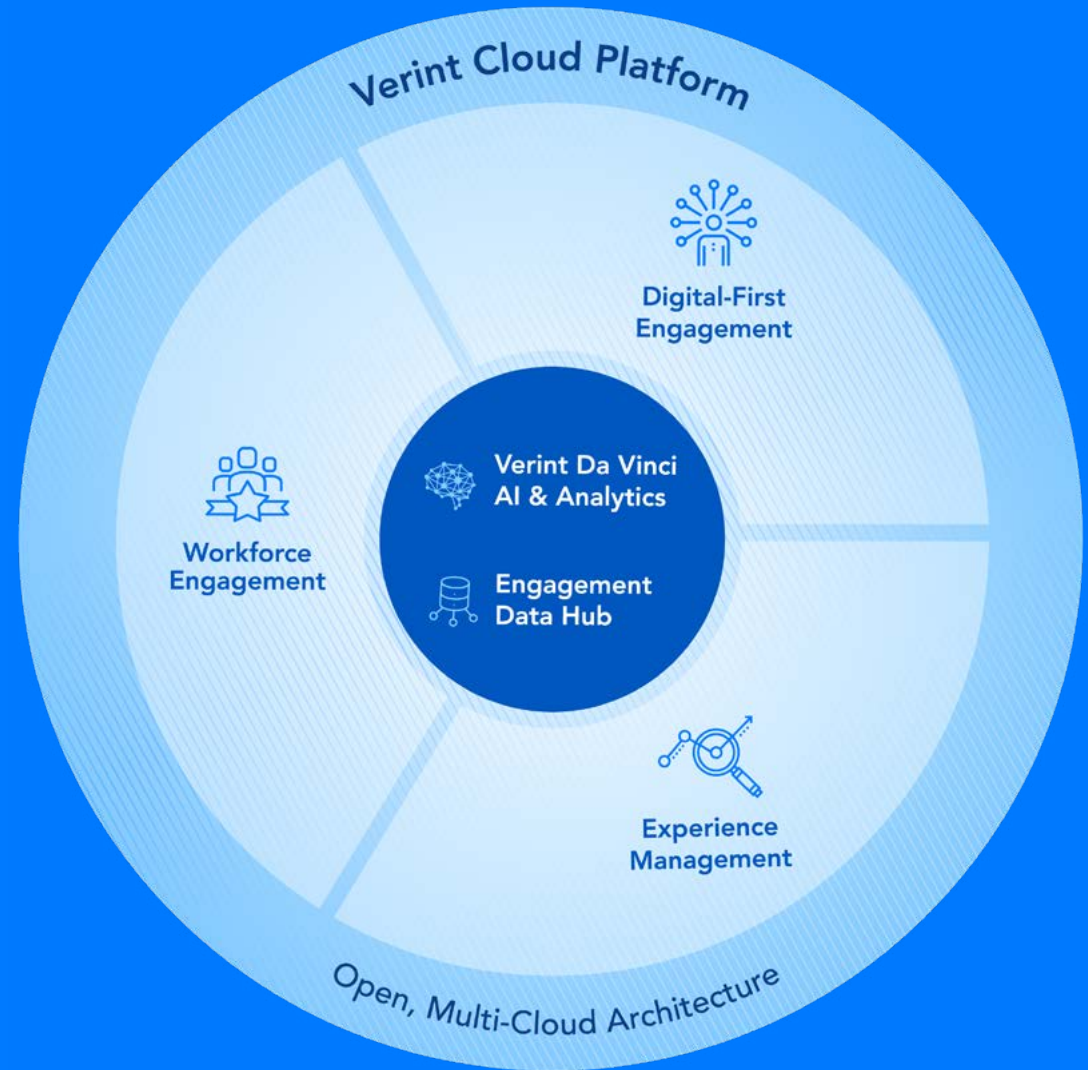 Verint Cloud Platform
Digital-First
Engagement
Workforce
Engagement
Verint Da Vinci
AI & Analytics
Engagement
Data Hub
Experience
Management
Open, Multi-Cloud Architecture